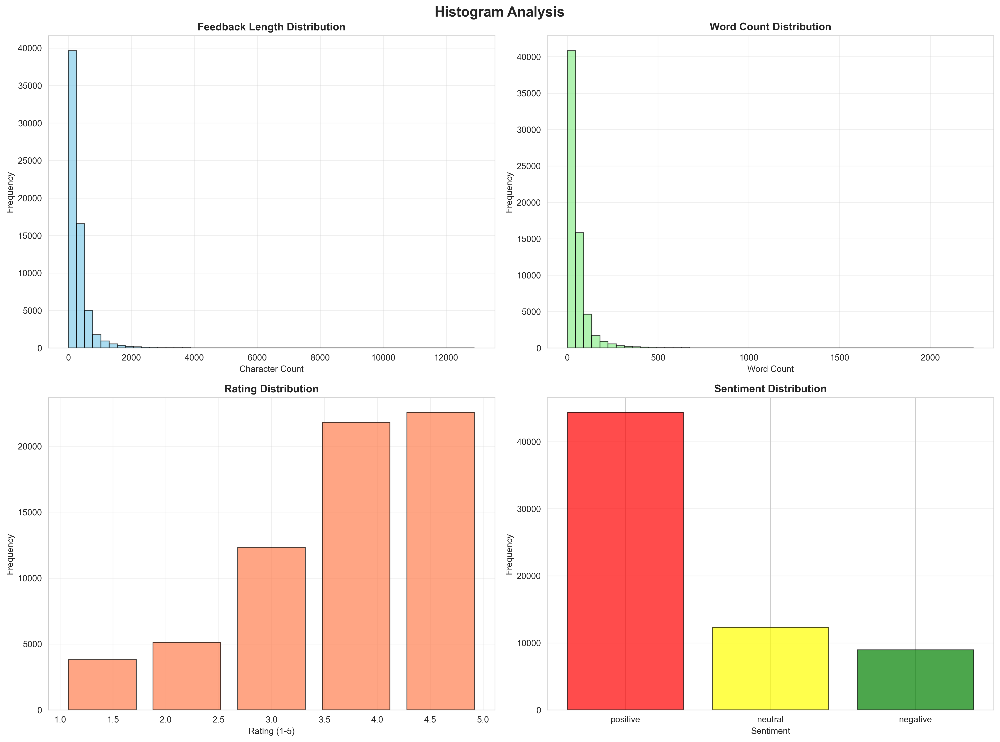 Histogram Analysis
Feedback Length Distribution
Frequency
40000
35000
30000
25000
20000
15000
10000
5000
0
0 2000 4000 6000 8000 10000 12000
Character Count
Word Count Distribution
Frequency
40000
35000
30000
25000
20000
15000
10000
5000
0
0 500 1000 1500 2000
Word Count
Rating Distribution
Frequency
20000
15000
10000
5000
0
1.0 1.5 2.0 2.5 3.0 3.5 4.0 4.5 5.0
Rating (1-5)
Sentiment Distribution
Frequency
40000
30000
20000
10000
0
positive neutral negative
Sentiment